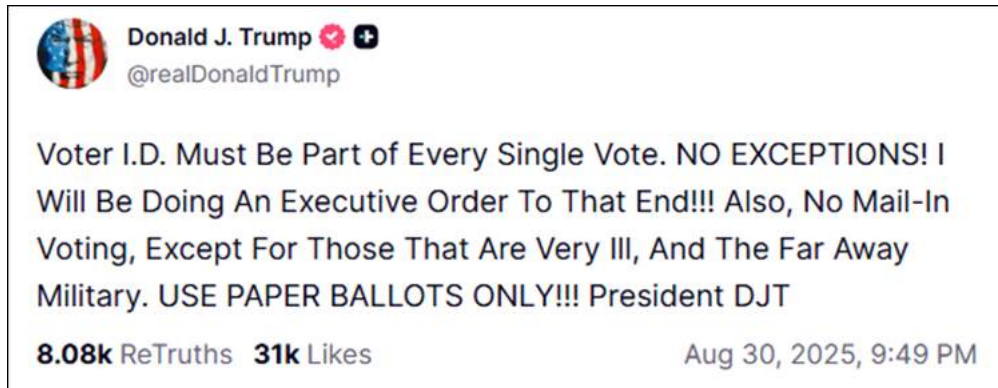 Donald J. Trump
@realDonaldTrump
Voter I.D. Must Be Part of Every Single Vote. NO EXCEPTIONS! I
Will Be Doing An Executive Order To That End!!! Also, No Mail-In
Voting, Except For Those That Are Very Ill, And The Far Away
Military. USE PAPER BALLOTS ONLY!!! President DJT
8.08k ReTruths 31k Likes Aug 30, 2025, 9:49 PM